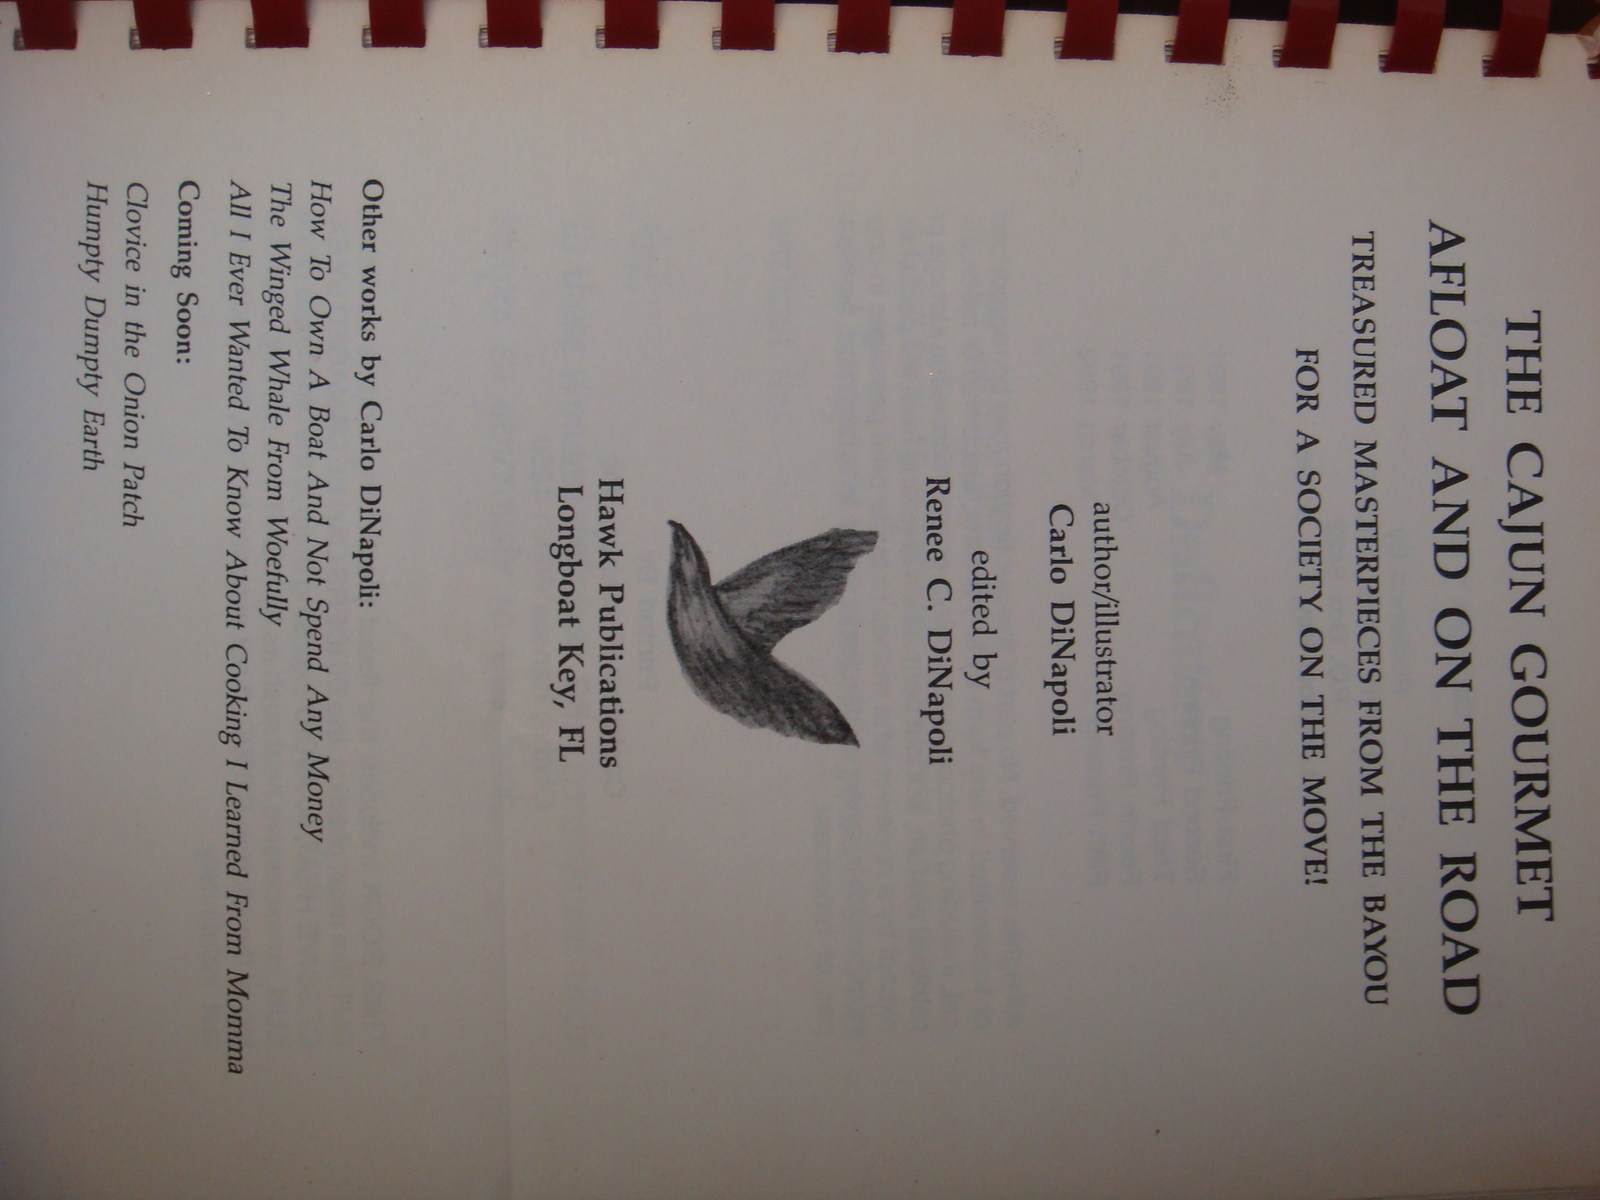 THE CAJUN GOURMET
AFLOAT AND ON THE ROAD
TREASURED MASTERPIECES FROM THE BAYOU
FOR A SOCIETY ON THE MOVE!
author/illustrator
Carlo DiNapoli
edited by
Renee C. DiNapoli
Hawk Publications
Longboat Key, FL
Other works by Carlo DiNapoli:
How To Own A Boat And Not Spend Any Money
The Winged Whale From Woefully
All I Ever Wanted To Know About Cooking I Learned From Momma
Coming Soon:
Clovice in the Onion Patch
Humpty Dumpty Earth